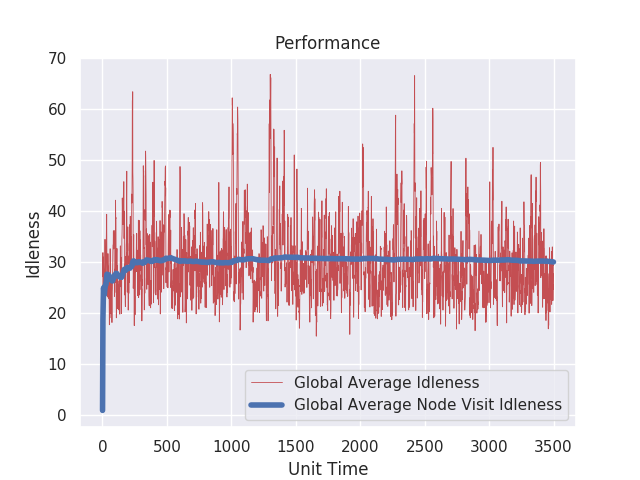 Performance
70
60
50
40
30
20
10
0
Idleness
0 500 1000 1500 2000 2500 3000 3500
Unit Time
Global Average Idleness
Global Average Node Visit Idleness